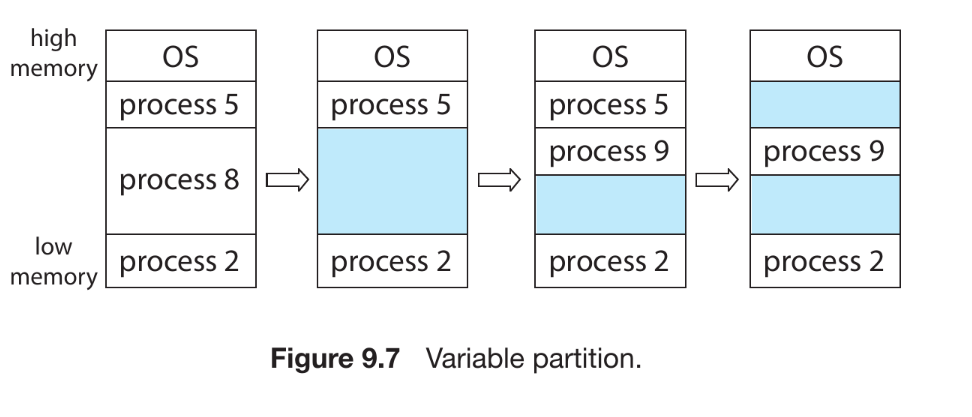 high
memory
OS
process 5
process 8
process 2
low
memory
OS
process 5
process 2
OS
process 5
process 9
process 2
OS
process 9
process 2
Figure 9.7 Variable partition.